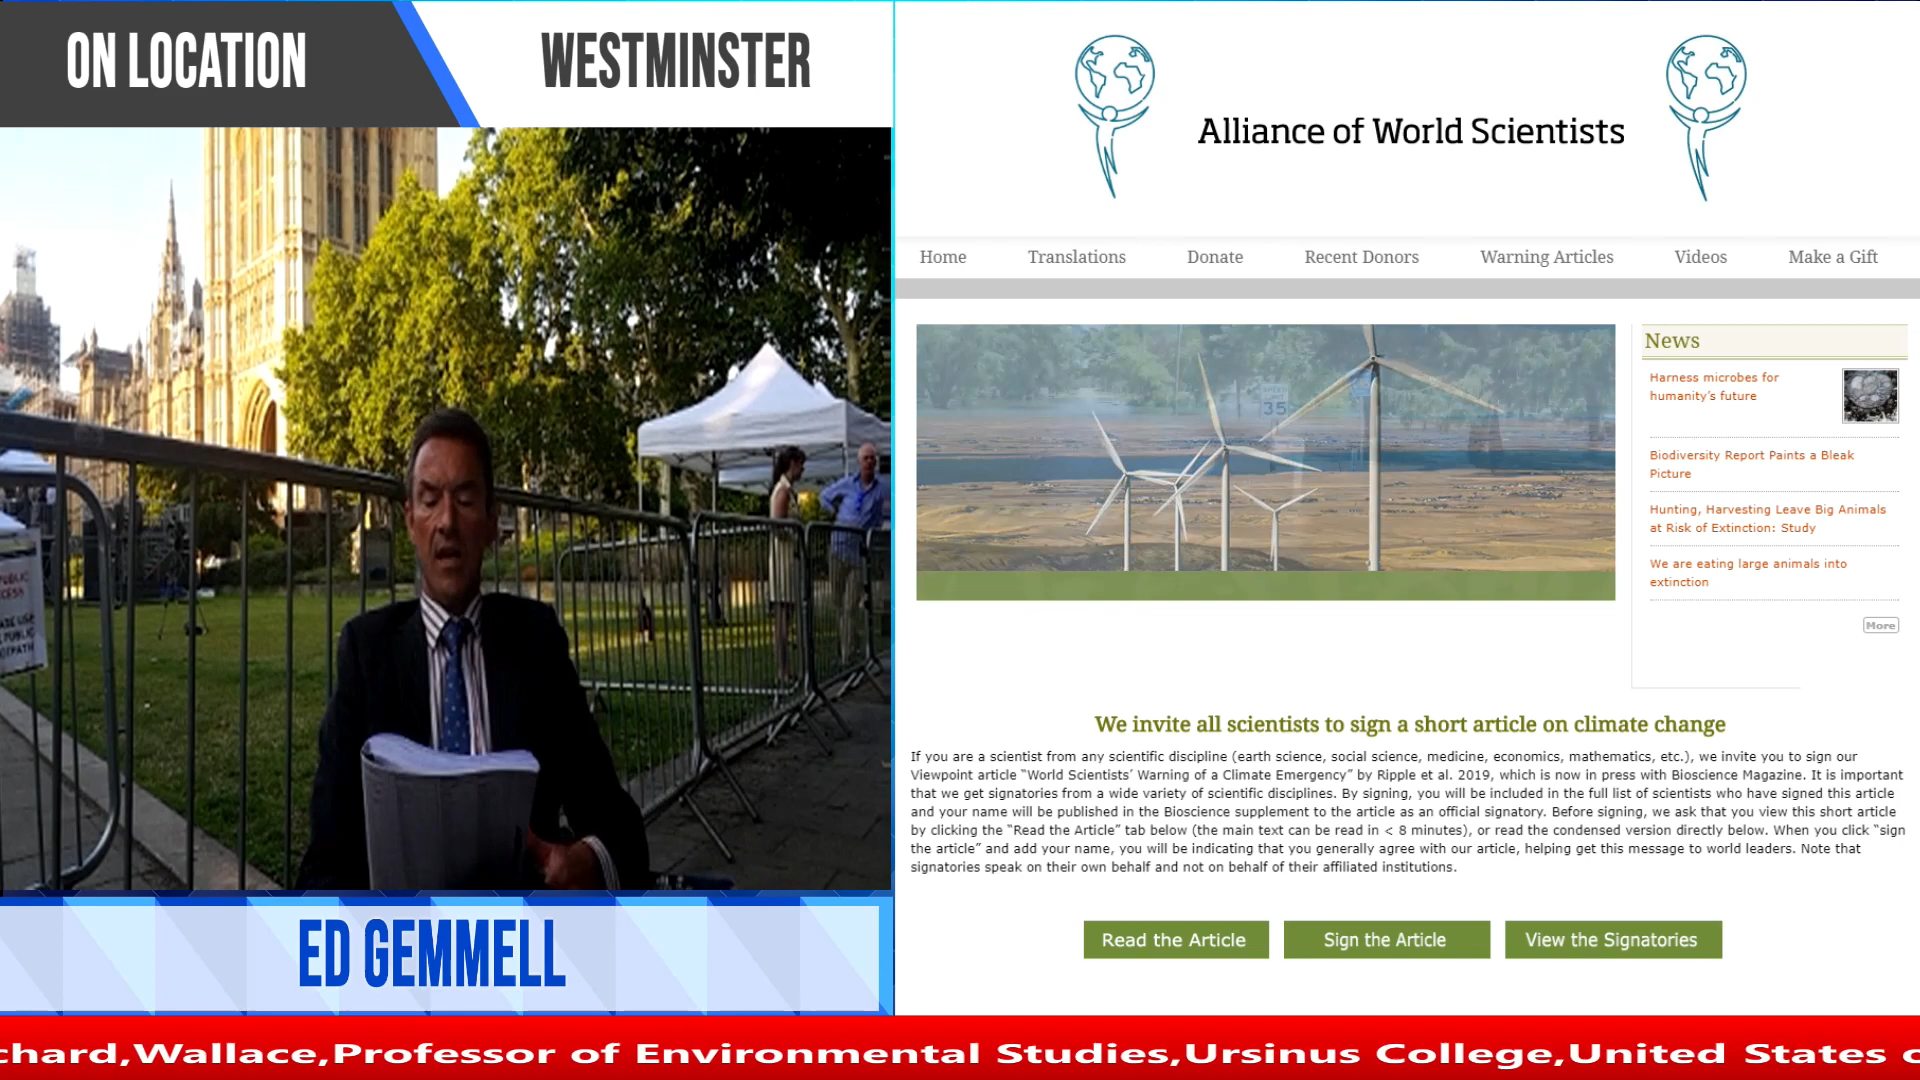 ON LOCATION
WESTMINSTER
PUBLIC
PUBLIC
ED GEMMELL
Alliance of World Scientists
Home
Translations
Donate
Recent Donors
Warning Articles
Videos
Make a Gift
SPEED
LIMIT
35
News
Harness microbes for
humanity's future
Biodiversity Report Paints a Bleak
Picture
Hunting, Harvesting Leave Big Animals
at Risk of Extinction: Study
We are eating large animals into
extinction
More
We invite all scientists to sign a short article on climate change
If you are a scientist from any scientific discipline (earth science, social science, medicine, economics, mathematics, etc.), we invite you to sign our
Viewpoint article “World Scientists’ Warning of a Climate Emergency” by Ripple et al. 2019, which is now in press with Bioscience Magazine. It is important
that we get signatories from a wide variety of scientific disciplines. By signing, you will be included in the full list of scientists who have signed this article
and your name will be published in the Bioscience supplement to the article as an official signatory. Before signing, we ask that you view this short article
by clicking the “Read the Article” tab below (the main text can be read in < 8 minutes), or read the condensed version directly below. When you click “sign
the article” and add your name, you will be indicating that you generally agree with our article, helping get this message to world leaders. Note that
signatories speak on their own behalf and not on behalf of their affiliated institutions.
Read the Article
Sign the Article
View the Signatories
chard,Wallace,Professor of Environmental Studies,Ursinus College,United States o